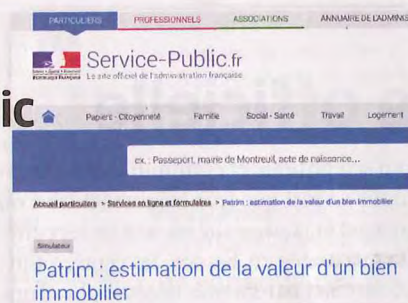 PARTICULIERS PROFESSIONNELS ASSOCIATIONS ANNUAIRE DE L'ADMINIS
Service-Public.fr
Le site officiel de l'administration française
ic
Papiers - Citoyenneté Famille Social - Santé Travail Logement
ex. : Passeport, mairie de Montreuil, acte de naissance...
Accueil particuliers > Services en ligne et formulaires > Patrim : estimation de la valeur d'un bien immobilier
Simulateur
Patrim : estimation de la valeur d'un bien
immobilier